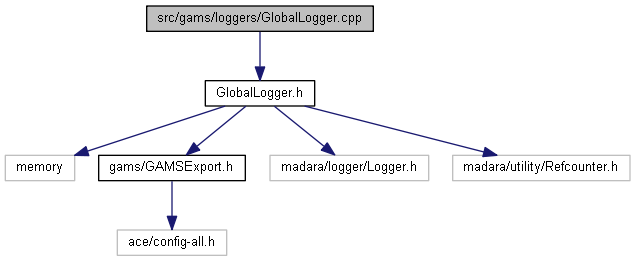 src/gams/loggers/GlobalLogger.cpp
GlobalLogger.h
memory
gams/GAMSExport.h
madara/logger/Logger.h
madara/utility/Refcounter.h
ace/config-all.h